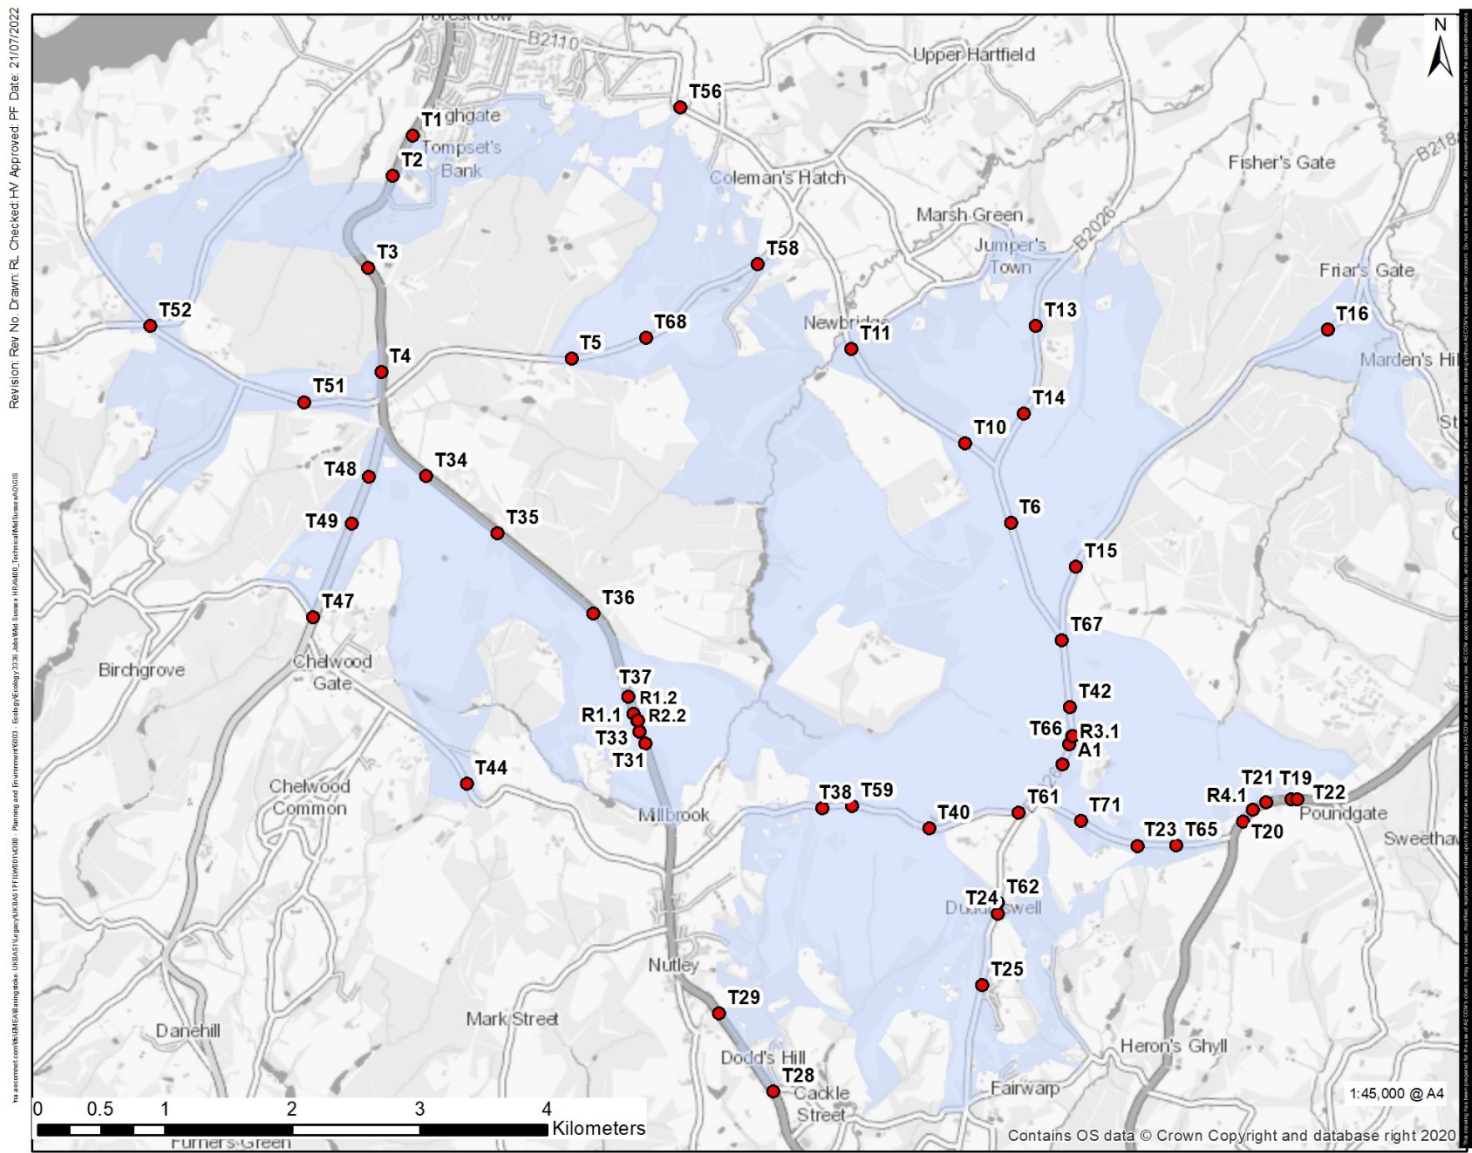 Forest Row
B2110
Upper Hartfield
N
T56
T1
Tompset's
Bank
T2
Coleman's Hatch
Fisher's Gate
Marsh Green
Jumper's
Town
B2026
T3
T58
Friar's Gate
T52
T68
T5
T4
Newbridge
T11
T13
T16
T51
T14
T10
T48
T34
T49
T35
T6
T15
T47
T36
T67
Birchgrove
Chelwood
Gate
T37
R1.2
R1.1
R2.2
T33
T31
T42
T66
R3.1
A1
T44
Chelwood
Common
Millbrook
T38
T59
T40
T61
T71
T23
T65
R4.1
T21
T19
T22
T20
Poundgate
T24
T62
Nutley
T25
T29
Mark Street
Danehill
Dodd's Hill
Heron's Ghyll
T28
Cackle
Street
Fairwarp
1:45,000 @ A4
0 0.5 1 2 3 4
Kilometers
Furner's Green
Contains OS data © Crown Copyright and database right 2020
Revision: Rev No. Drawn: RL Checked: HV Approved: PF Date: 21/07/2022